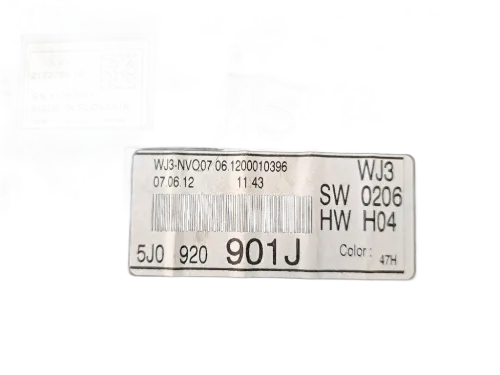 WJ3-NVO07 06.1200010396
07.06.12 11 43
WJ3
SW 0206
HW H04
5J0 920 901J
Color : 47H